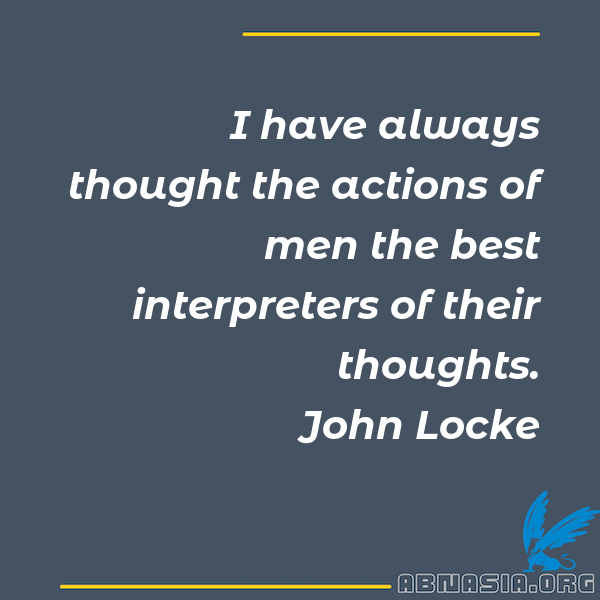 I have always
thought the actions of
men the best
interpreters of their
thoughts.
John Locke
ABNASIA.ORG